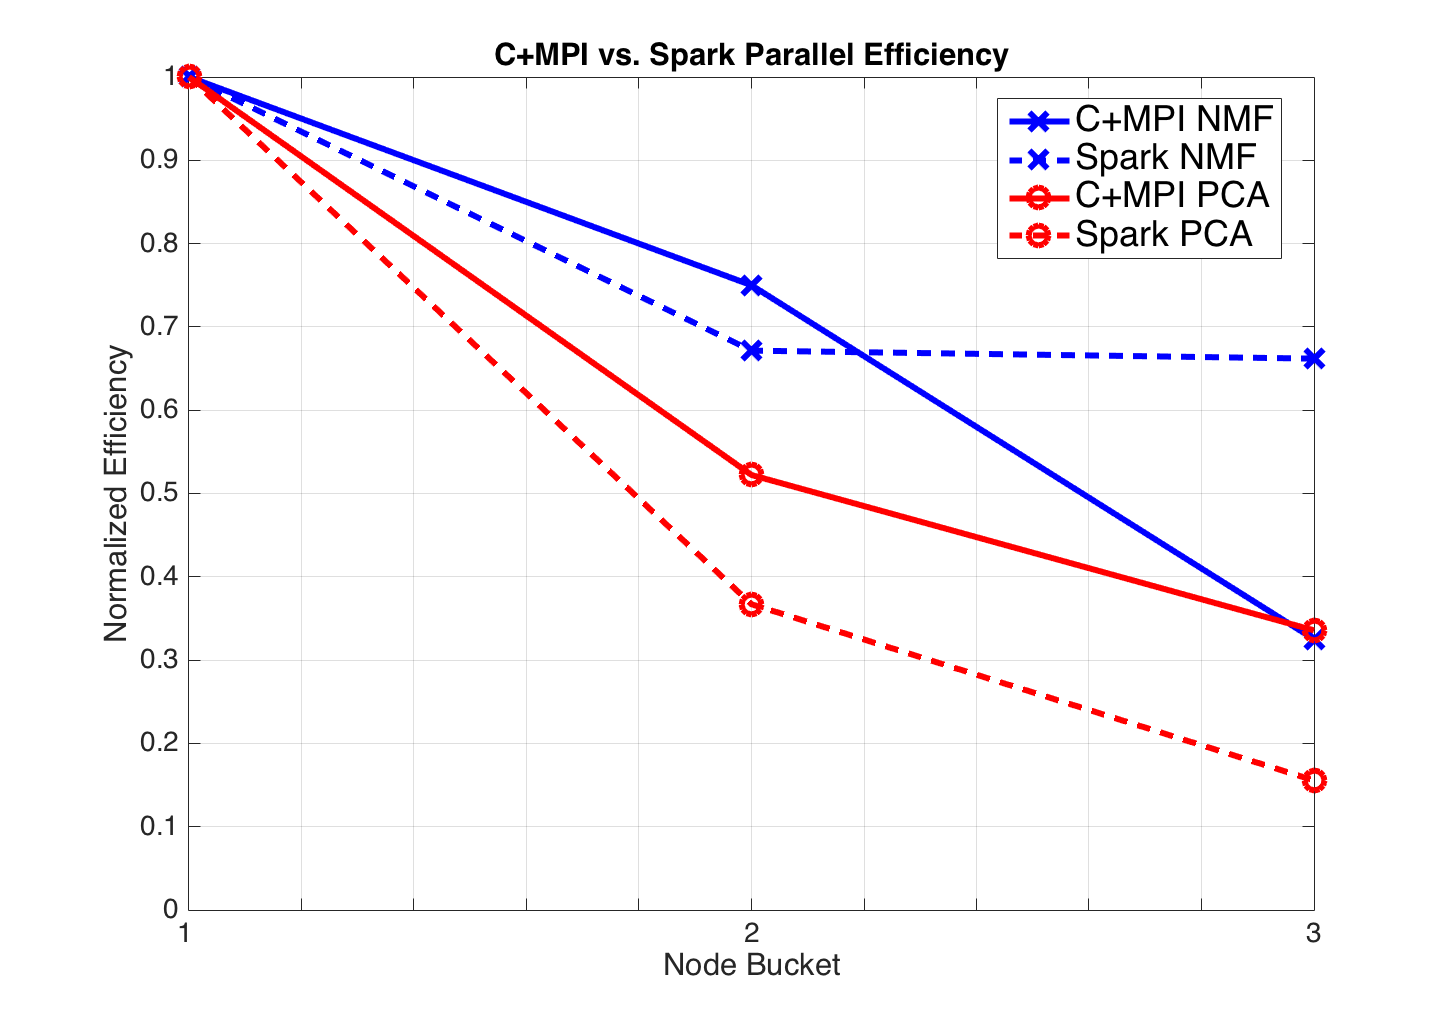 C+MPI vs. Spark Parallel Efficiency
C+MPI NMF
Spark NMF
C+MPI PCA
Spark PCA
Normalized Efficiency
1
0.9
0.8
0.7
0.6
0.5
0.4
0.3
0.2
0.1
0
1 2 3
Node Bucket